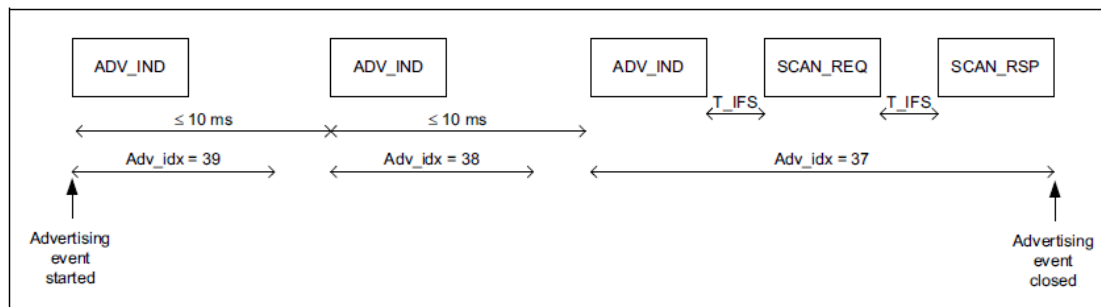 ADV_IND
ADV_IND
ADV_IND
SCAN_REQ
SCAN_RSP
T_IFS
T_IFS
≤ 10 ms
≤ 10 ms
Adv_idx = 39
Adv_idx = 38
Adv_idx = 37
Advertising
event
started
Advertising
event
closed